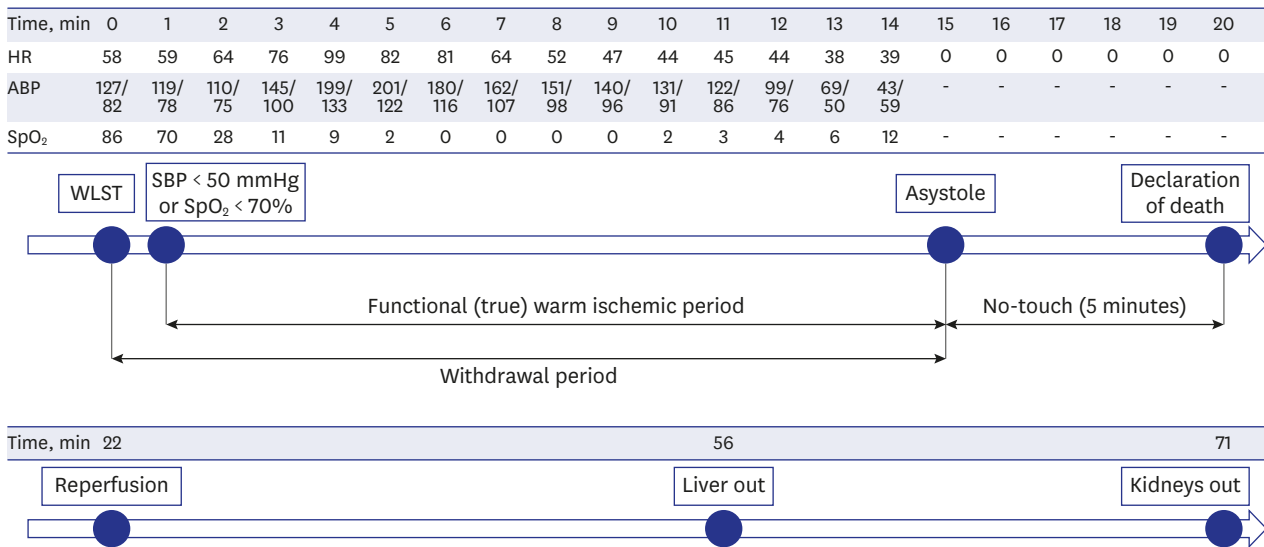 Time, min 0 1 2 3 4 5 6 7 8 9 10 11 12 13 14 15 16 17 18 19 20
HR 58 59 64 76 99 82 81 64 52 47 44 45 44 38 39 0 0 0 0 0 0
ABP 127/ 119/ 110/ 145/ 199/ 201/ 180/ 162/ 151/ 140/ 131/ 122/ 99/ 69/ 43/ - - - - - -
82 78 75 100 133 122 116 107 98 96 91 86 76 50 59
SpO₂ 86 70 28 11 9 2 0 0 0 0 2 3 4 6 12 - - - - - -
WLST
SBP < 50 mmHg
or SpO₂ < 70%
Asystole
Declaration
of death
Functional (true) warm ischemic period
No-touch (5 minutes)
Withdrawal period
Time, min 22 56 71
Reperfusion
Liver out
Kidneys out